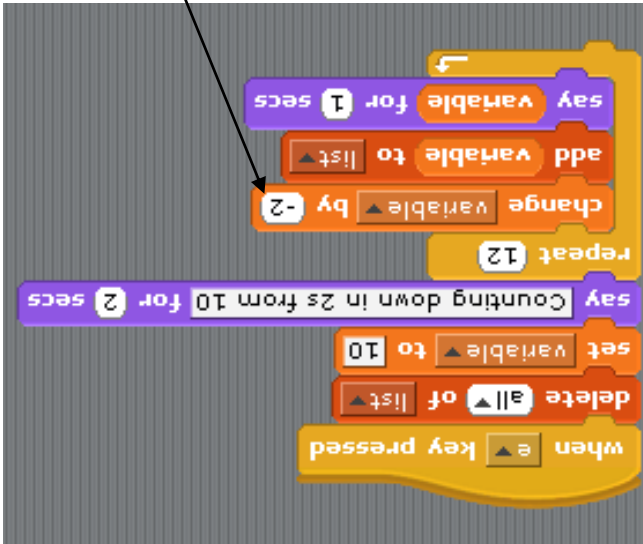 when e key pressed
delete all of list
set variable to 10
say Counting down in 2s from 10 for 2 secs
repeat 12
change variable by -2
add variable to list
say variable for 1 secs